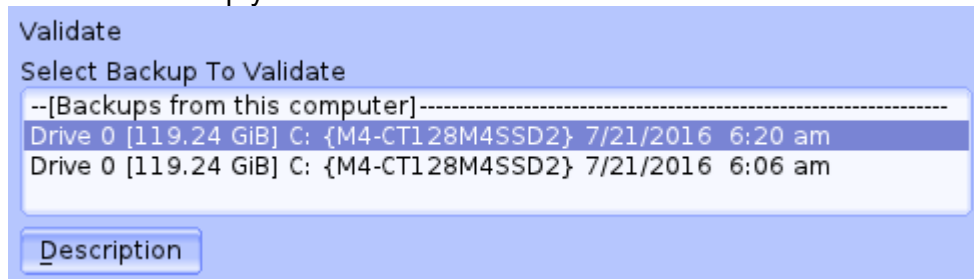 Validate
Select Backup To Validate
--[Backups from this computer]----------------------------------------------------------------
Drive 0 [119.24 GiB] C: {M4-CT128M4SSD2} 7/21/2016  6:20 am
Drive 0 [119.24 GiB] C: {M4-CT128M4SSD2} 7/21/2016  6:06 am
Description